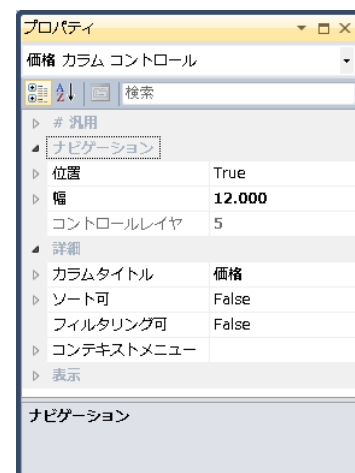 プロパティ
価格 カラム コントロール
検索
# 汎用
ナビゲーション
位置 True
幅 12.000
コントロールレイヤ 5
詳細
カラムタイトル 価格
ソート可 False
フィルタリング可 False
コンテキストメニュー
表示
ナビゲーション